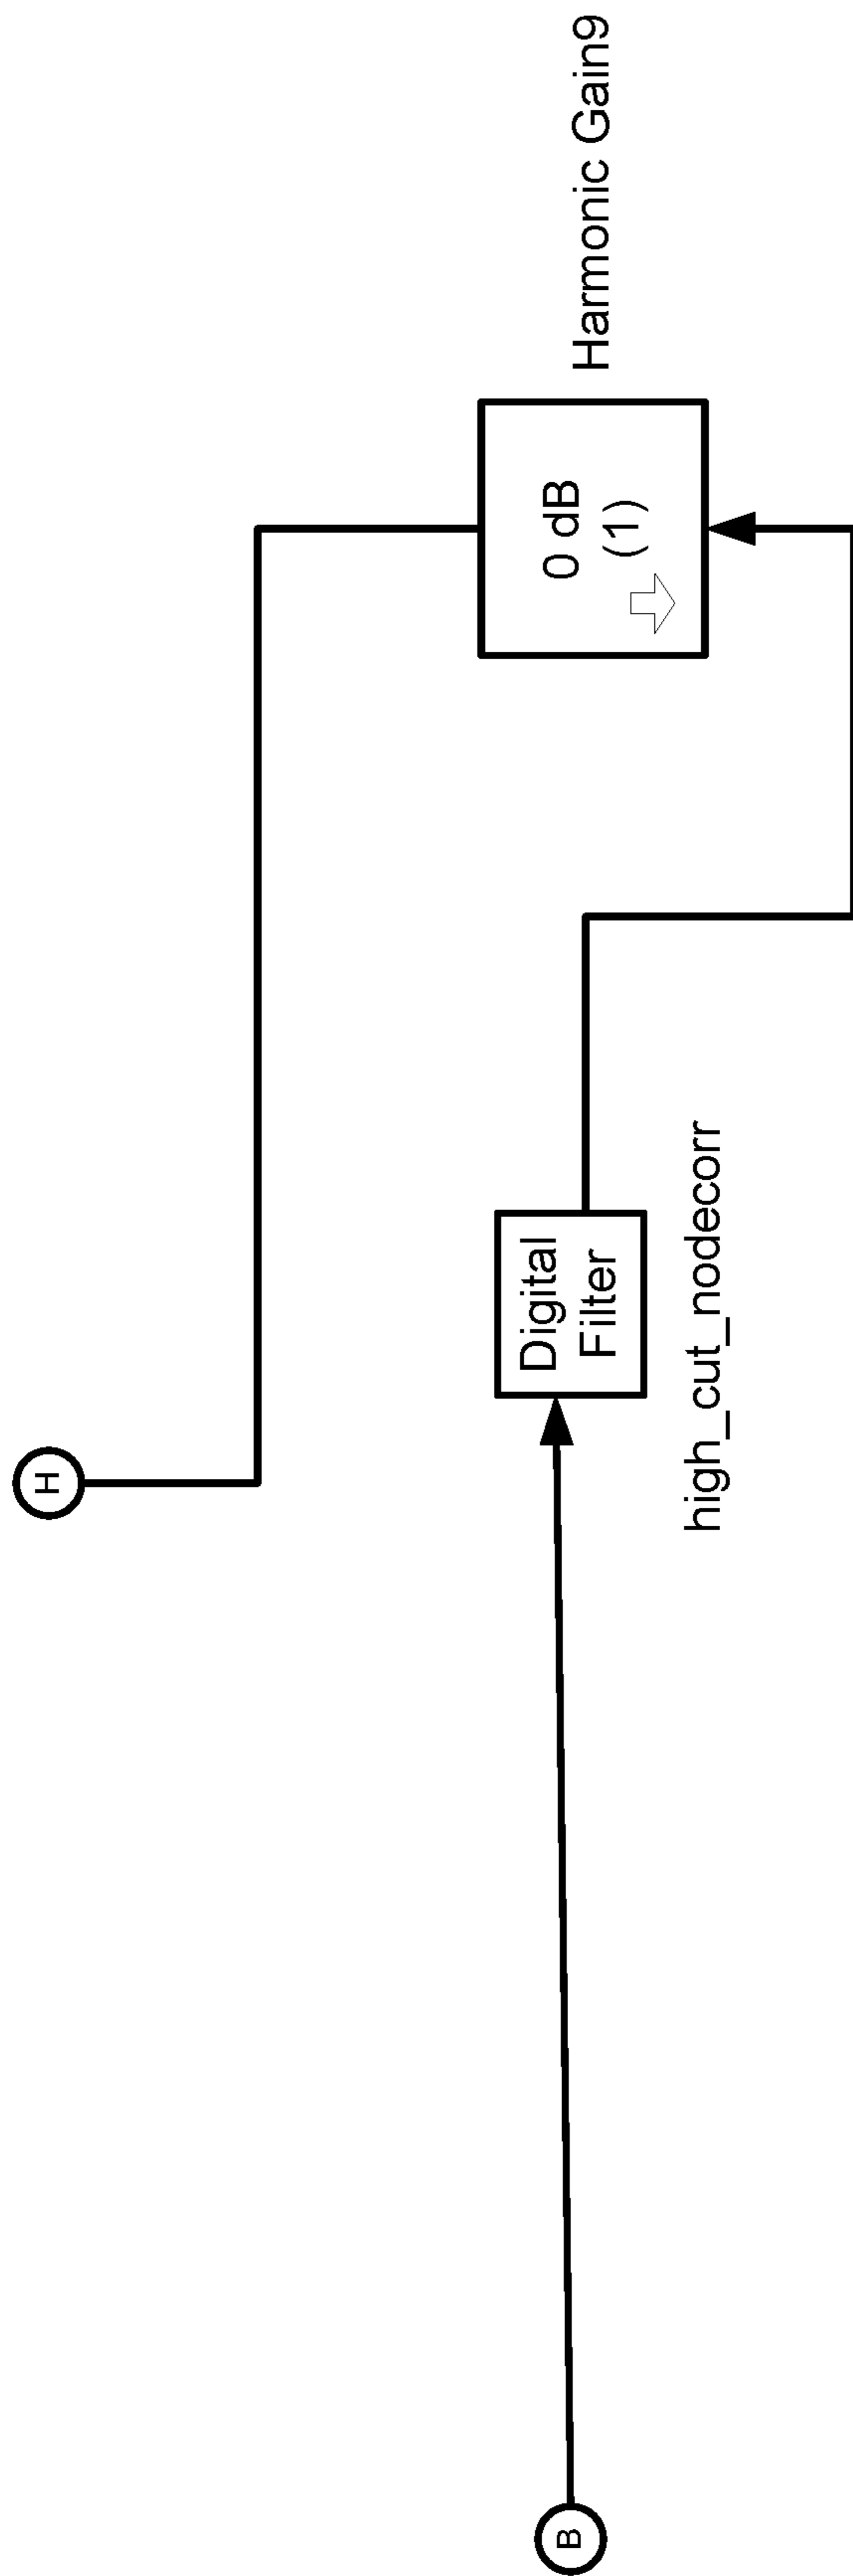 H
B
Digital
Filter
high_cut_nodecorr
0 dB
(1)
Harmonic Gain9